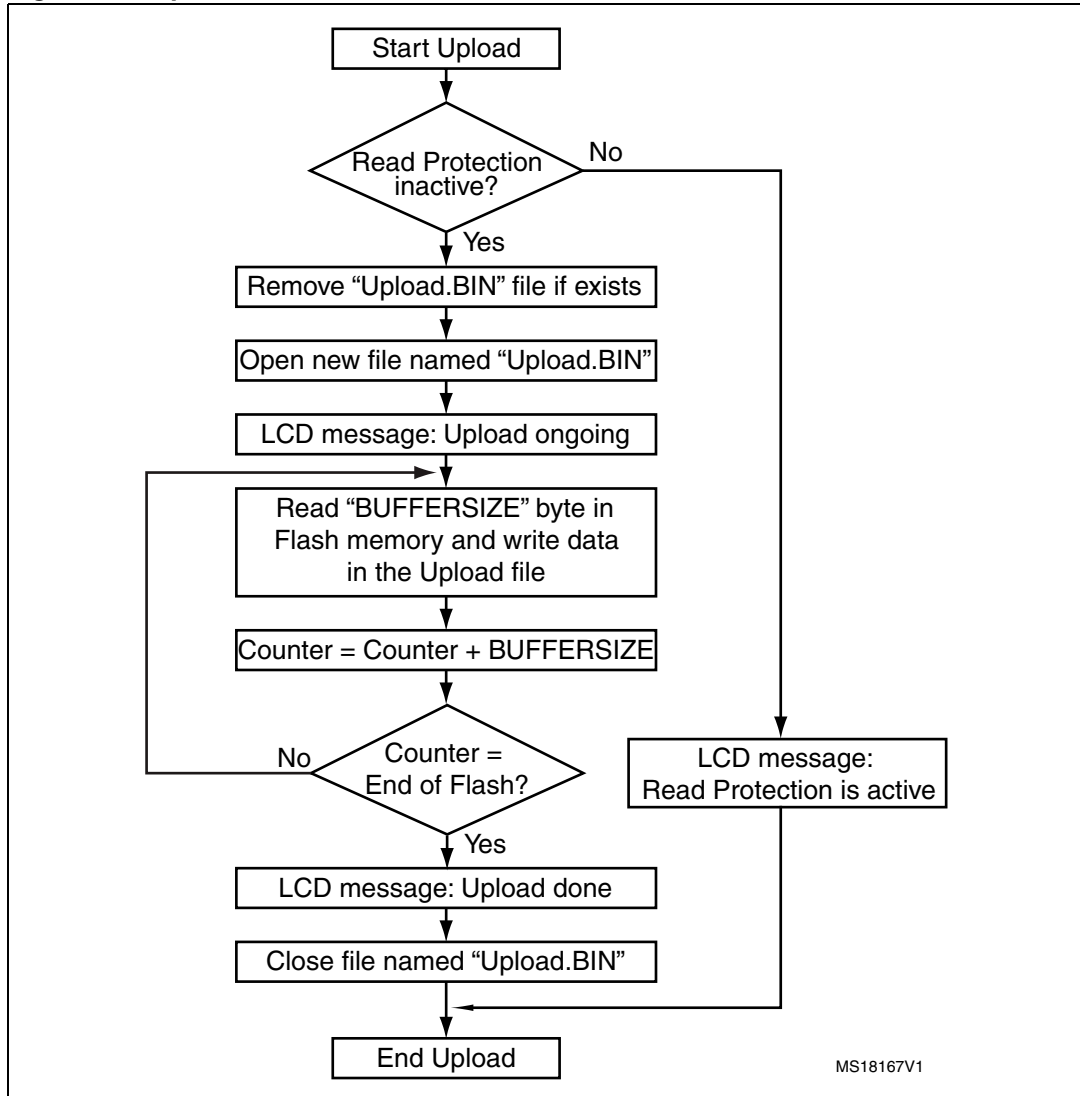 Start Upload
Read Protection
inactive?
No
Yes
Remove “Upload.BIN” file if exists
Open new file named “Upload.BIN”
LCD message: Upload ongoing
Read “BUFFERSIZE” byte in
Flash memory and write data
in the Upload file
Counter = Counter + BUFFERSIZE
No
Counter =
End of Flash?
LCD message:
Read Protection is active
Yes
LCD message: Upload done
Close file named “Upload.BIN”
End Upload
MS18167V1